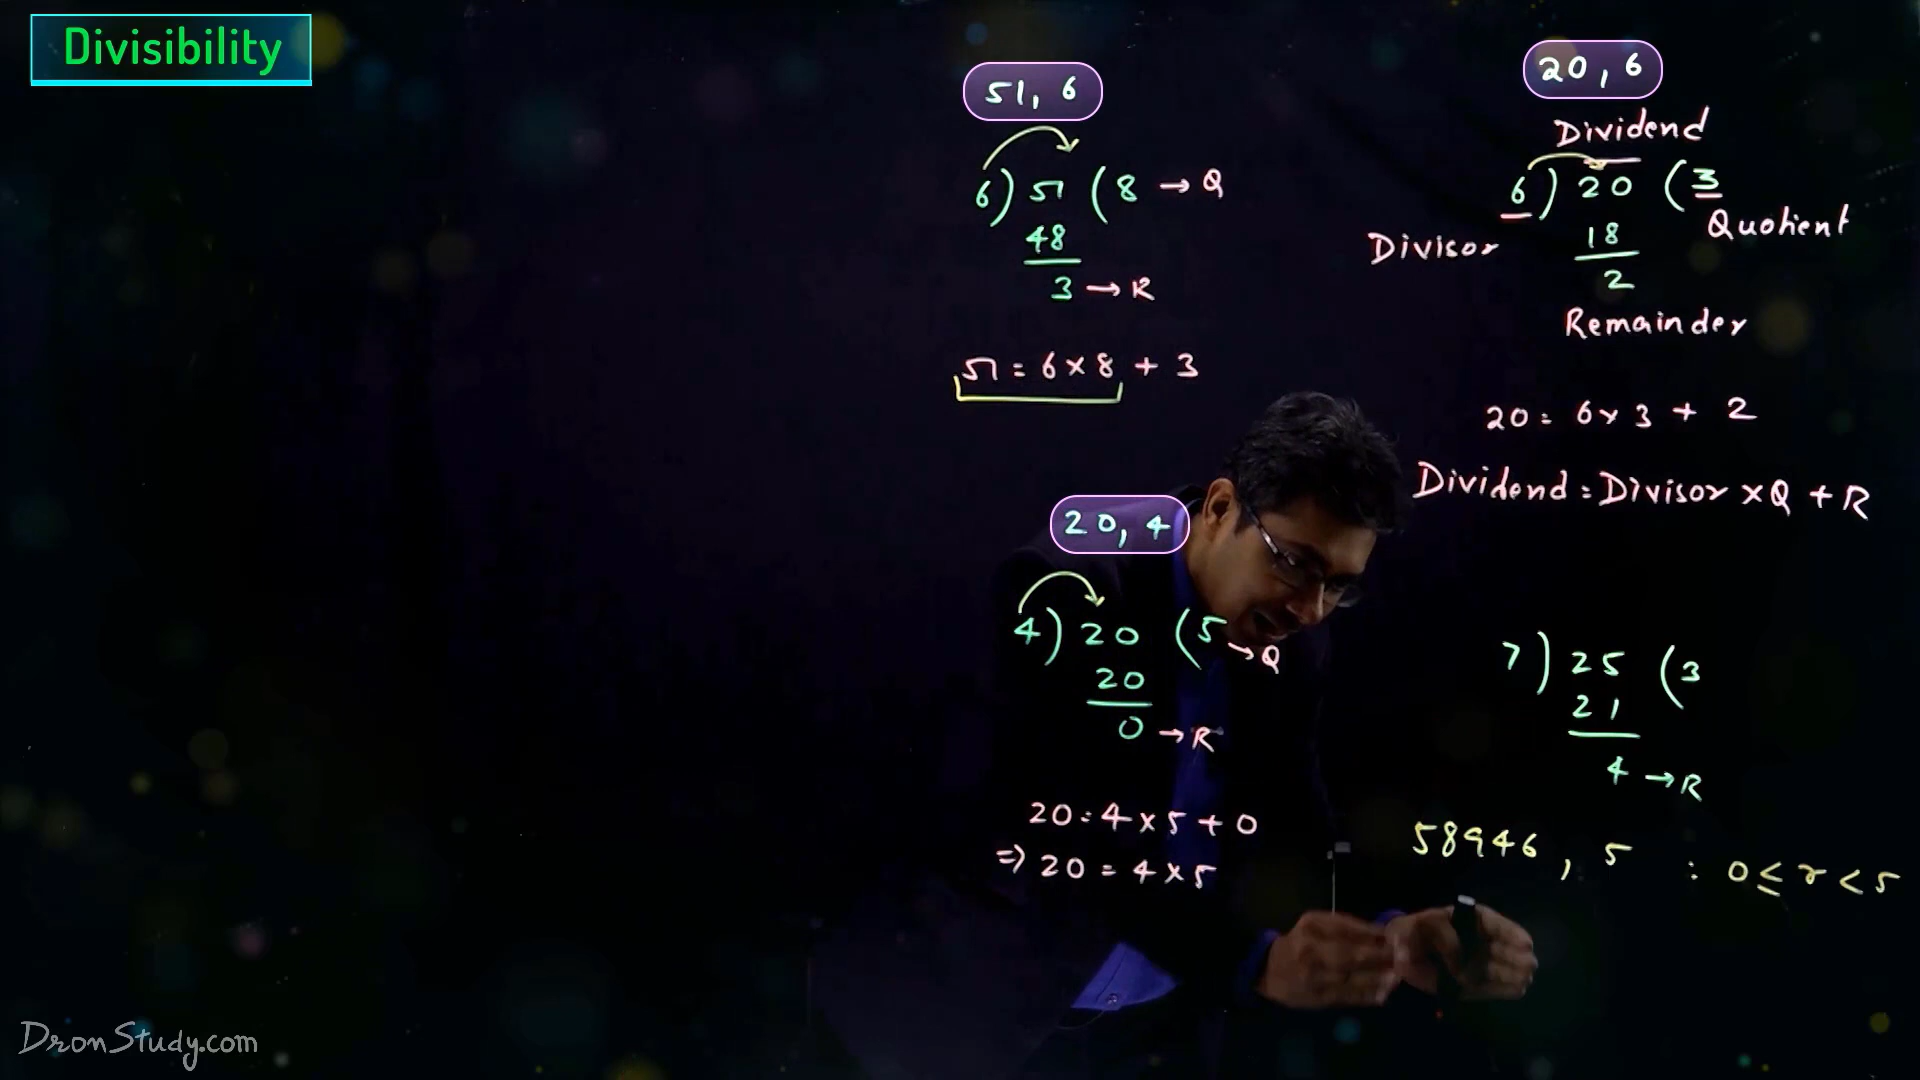 Divisibility
51, 6
6) 51 (8 → Q
48
3 → R
51 = 6 × 8 + 3
20, 6
Dividend
6) 20 (3
Quotient
Divisor
18
2
Remainder
20 = 6 × 3 + 2
Dividend = Divisor × Q + R
20, 4
4) 20 (5 → Q
20
0 → R
20 = 4 × 5 + 0
⇒ 20 = 4 × 5
7) 25 (3
21
4 → R
58946, 5 : 0 ≤ r < 5
DronStudy.com